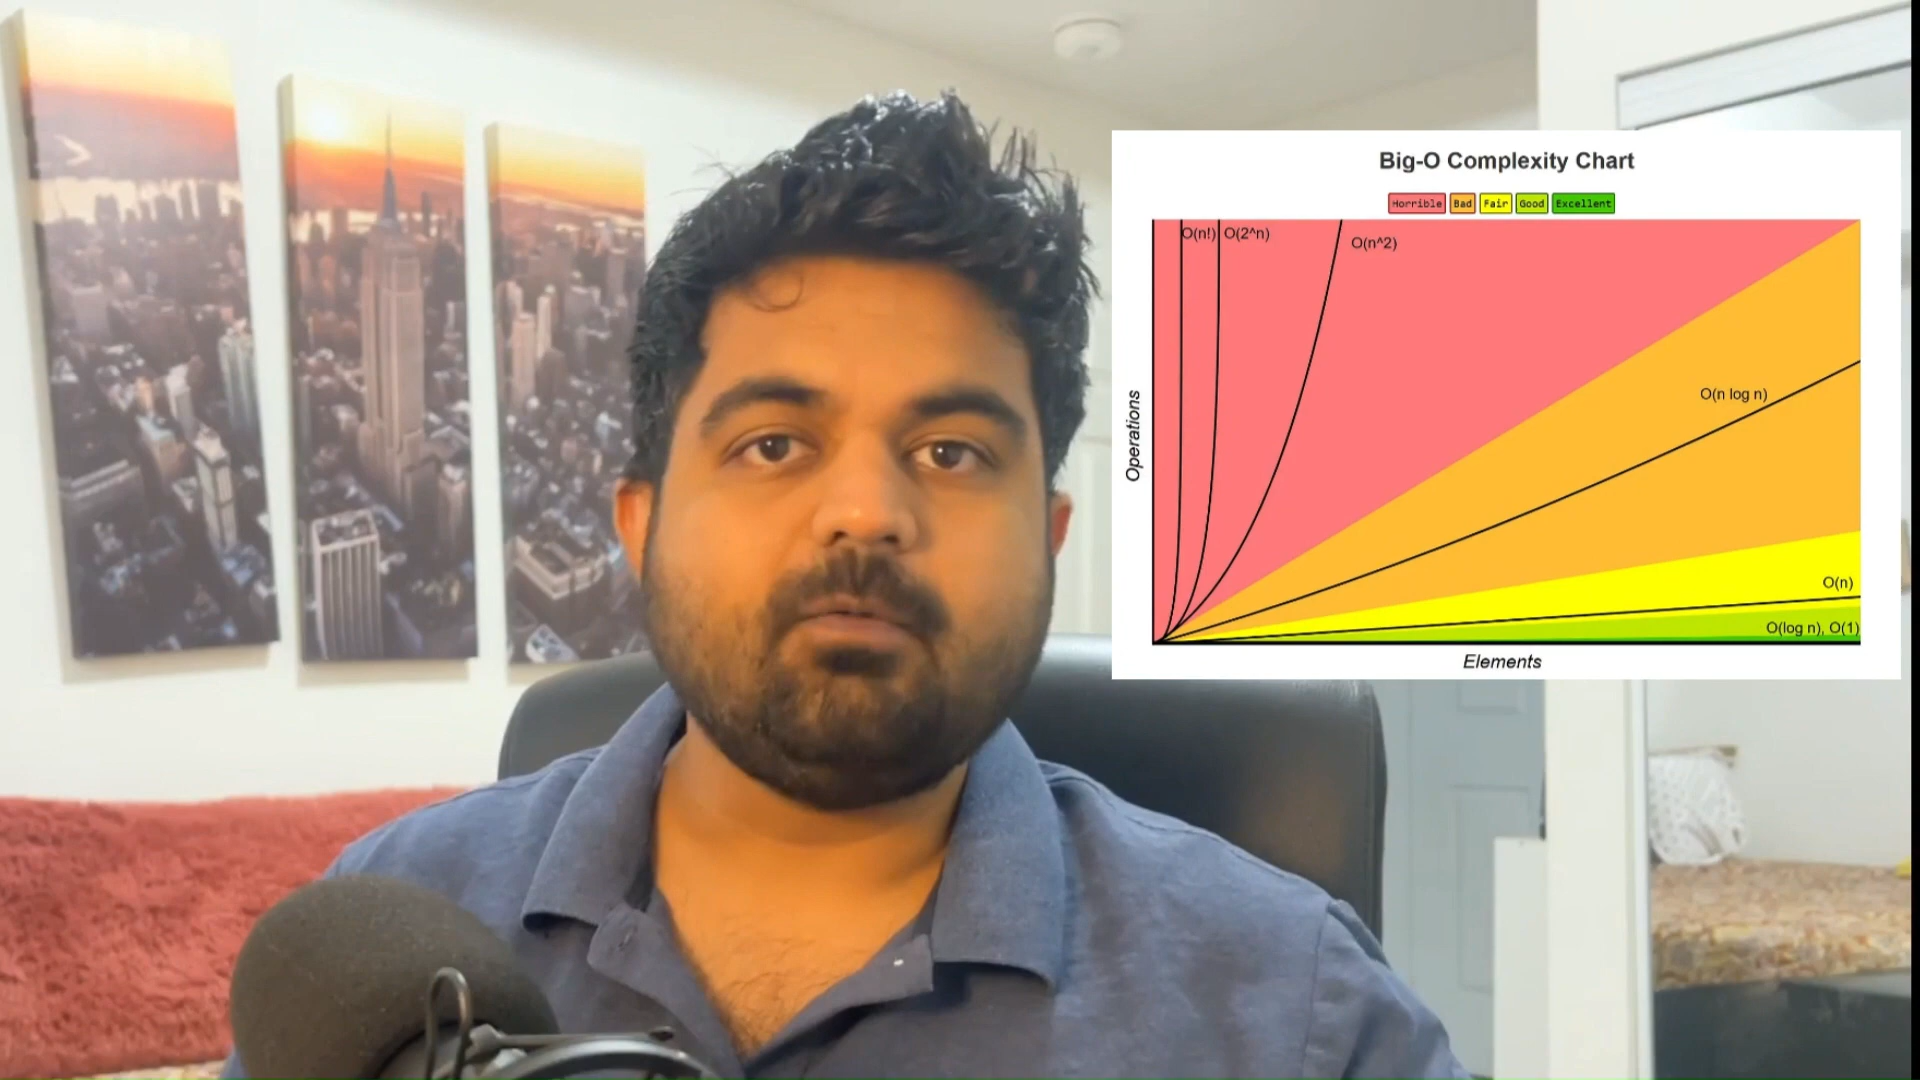 Big-O Complexity Chart
Horrible Bad Fair Good Excellent
O(n!) O(2^n) O(n^2)
O(n log n)
O(n)
O(log n), O(1)
Operations
Elements